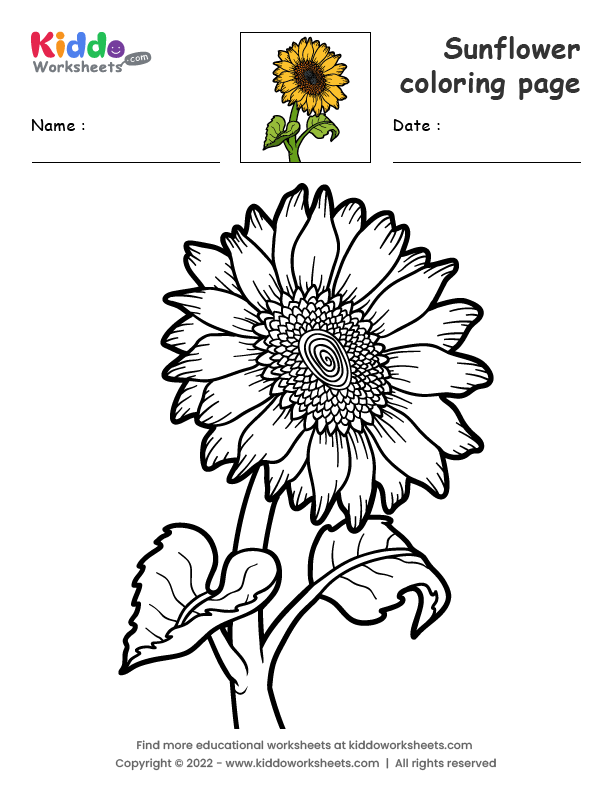 Kiddo
Worksheets .com
Sunflower
coloring page
Name :
Date :
Find more educational worksheets at kiddoworksheets.com
Copyright © 2022 - www.kiddoworksheets.com | All rights reserved